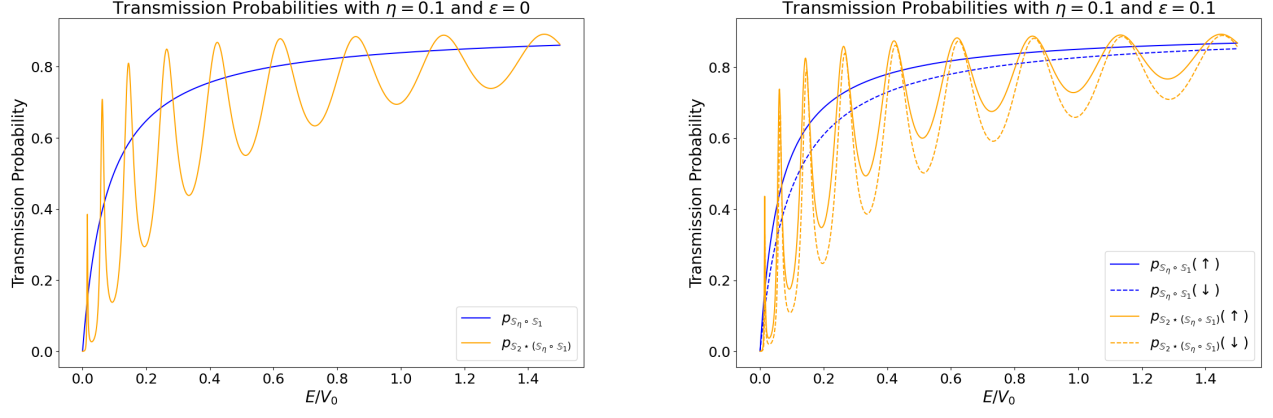 Transmission Probabilities with η = 0.1 and ε = 0
Transmission Probability
0.8
0.6
0.4
0.2
0.0
0.0 0.2 0.4 0.6 0.8 1.0 1.2 1.4
E/V₀
p_{𝕊_η∘𝕊_1}
p_{𝕊_2⋆(𝕊_η∘𝕊_1)}
Transmission Probabilities with η = 0.1 and ε = 0.1
Transmission Probability
0.8
0.6
0.4
0.2
0.0
0.0 0.2 0.4 0.6 0.8 1.0 1.2 1.4
E/V₀
p_{𝕊_η∘𝕊_1}(↑)
p_{𝕊_η∘𝕊_1}(↓)
p_{𝕊_2⋆(𝕊_η∘𝕊_1)}(↑)
p_{𝕊_2⋆(𝕊_η∘𝕊_1)}(↓)